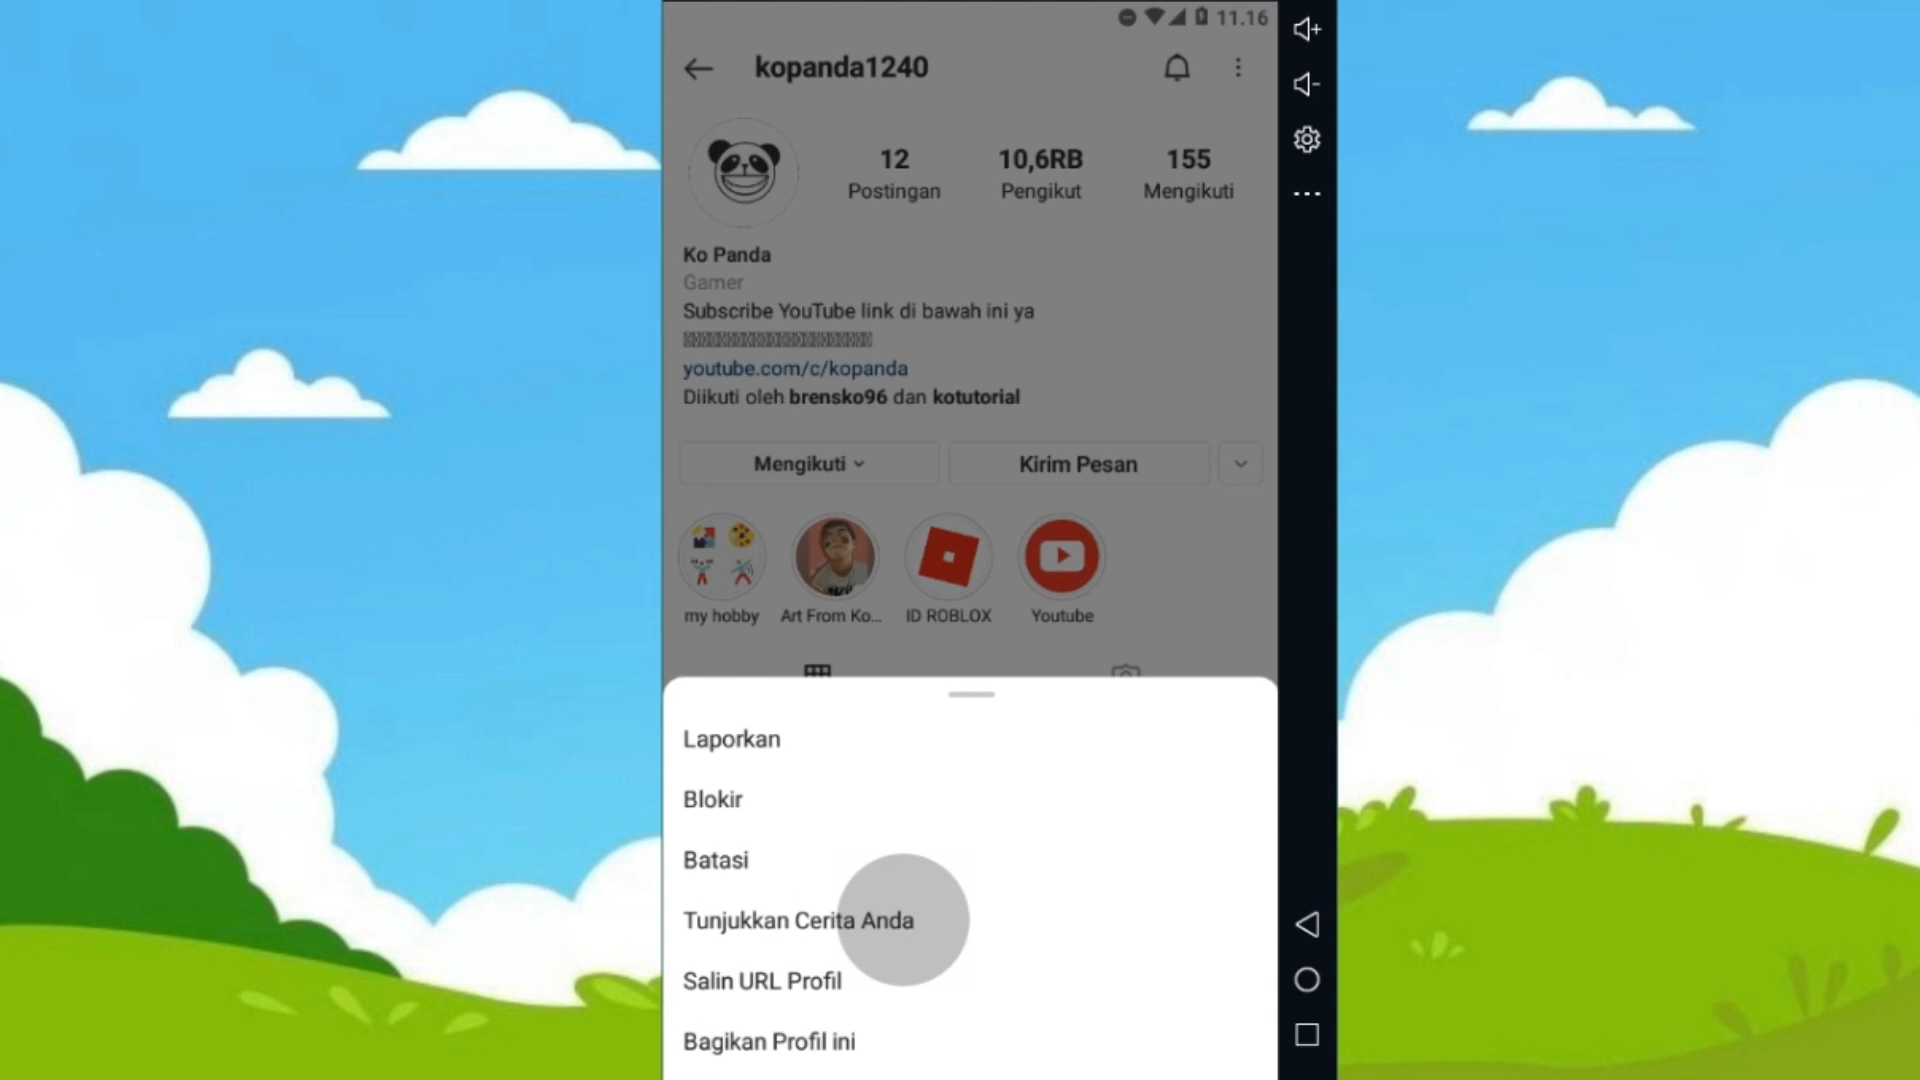 11.16
kopanda1240
12
10,6RB
155
Postingan
Pengikut
Mengikuti
Ko Panda
Gamer
Subscribe YouTube link di bawah ini ya
youtube.com/c/kopanda
Diikuti oleh brensko96 dan kotutorial
Mengikuti
Kirim Pesan
my hobby
Art From Ko...
ID ROBLOX
Youtube
Laporkan
Blokir
Batasi
Tunjukkan Cerita Anda
Salin URL Profil
Bagikan Profil ini